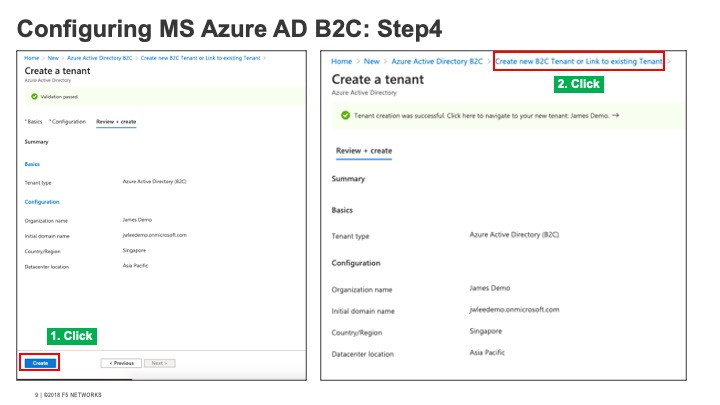 Configuring MS Azure AD B2C: Step4
Home > New > Azure Active Directory B2C > Create new B2C Tenant or Link to existing Tenant >
Create a tenant
Azure Active Directory
Validation passed
* Basics * Configuration Review + create
Summary
Basics
Tenant type Azure Active Directory (B2C)
Configuration
Organization name James Demo
Initial domain name jwleedemo.onmicrosoft.com
Country/Region Singapore
Datacenter location Asia Pacific
1. Click
Create < Previous Next >
Home > New > Azure Active Directory B2C > Create new B2C Tenant or Link to existing Tenant >
2. Click
Create a tenant
Azure Active Directory
Tenant creation was successful. Click here to navigate to your new tenant: James Demo. →
Review + create
Summary
Basics
Tenant type Azure Active Directory (B2C)
Configuration
Organization name James Demo
Initial domain name jwleedemo.onmicrosoft.com
Country/Region Singapore
Datacenter location Asia Pacific
9 | ©2018 F5 NETWORKS